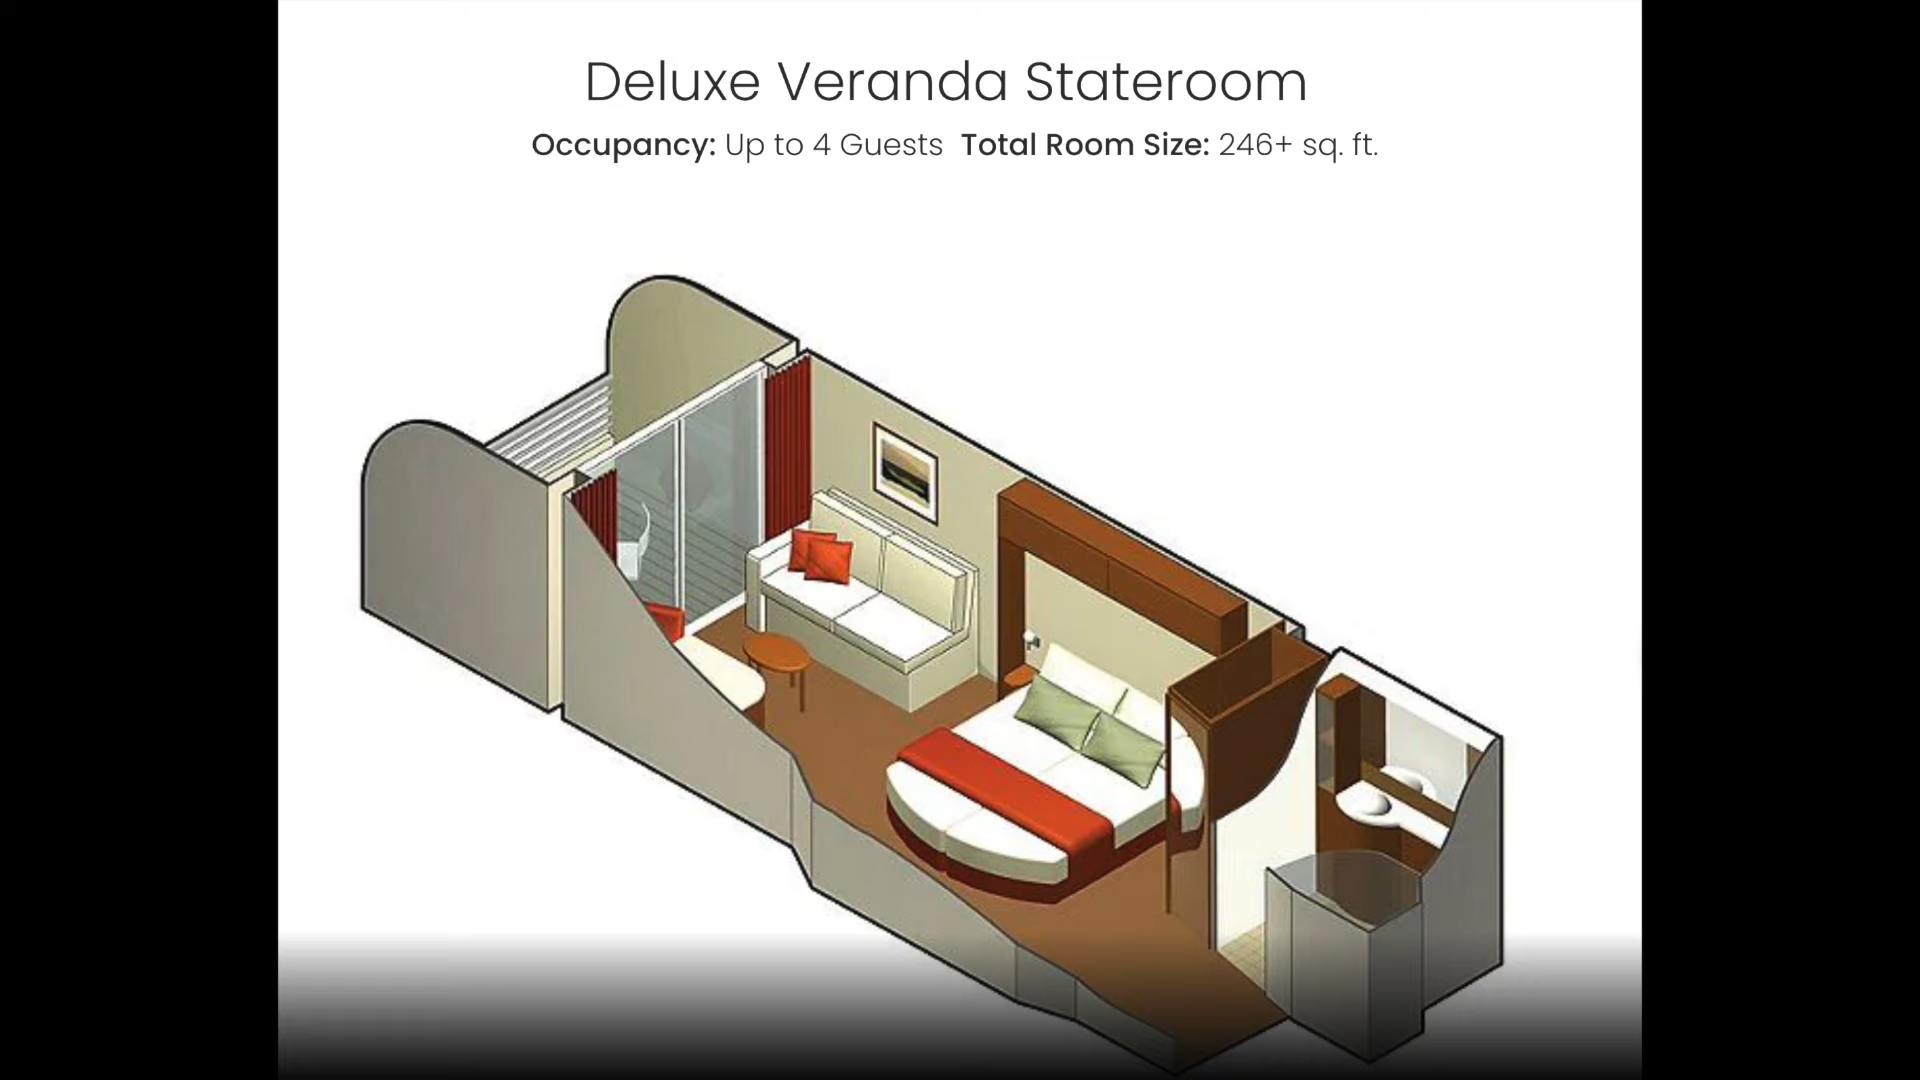 Deluxe Veranda Stateroom
Occupancy: Up to 4 Guests Total Room Size: 246+ sq. ft.